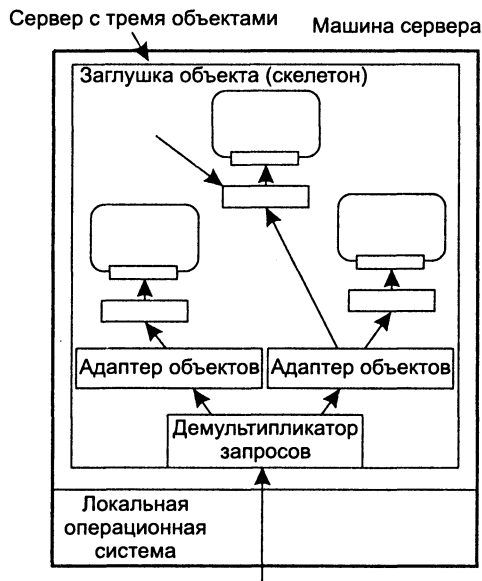 Сервер с тремя объектами
Машина сервера
Заглушка объекта (скелетон)
Адаптер объектов
Адаптер объектов
Демультипликатор
запросов
Локальная
операционная
система